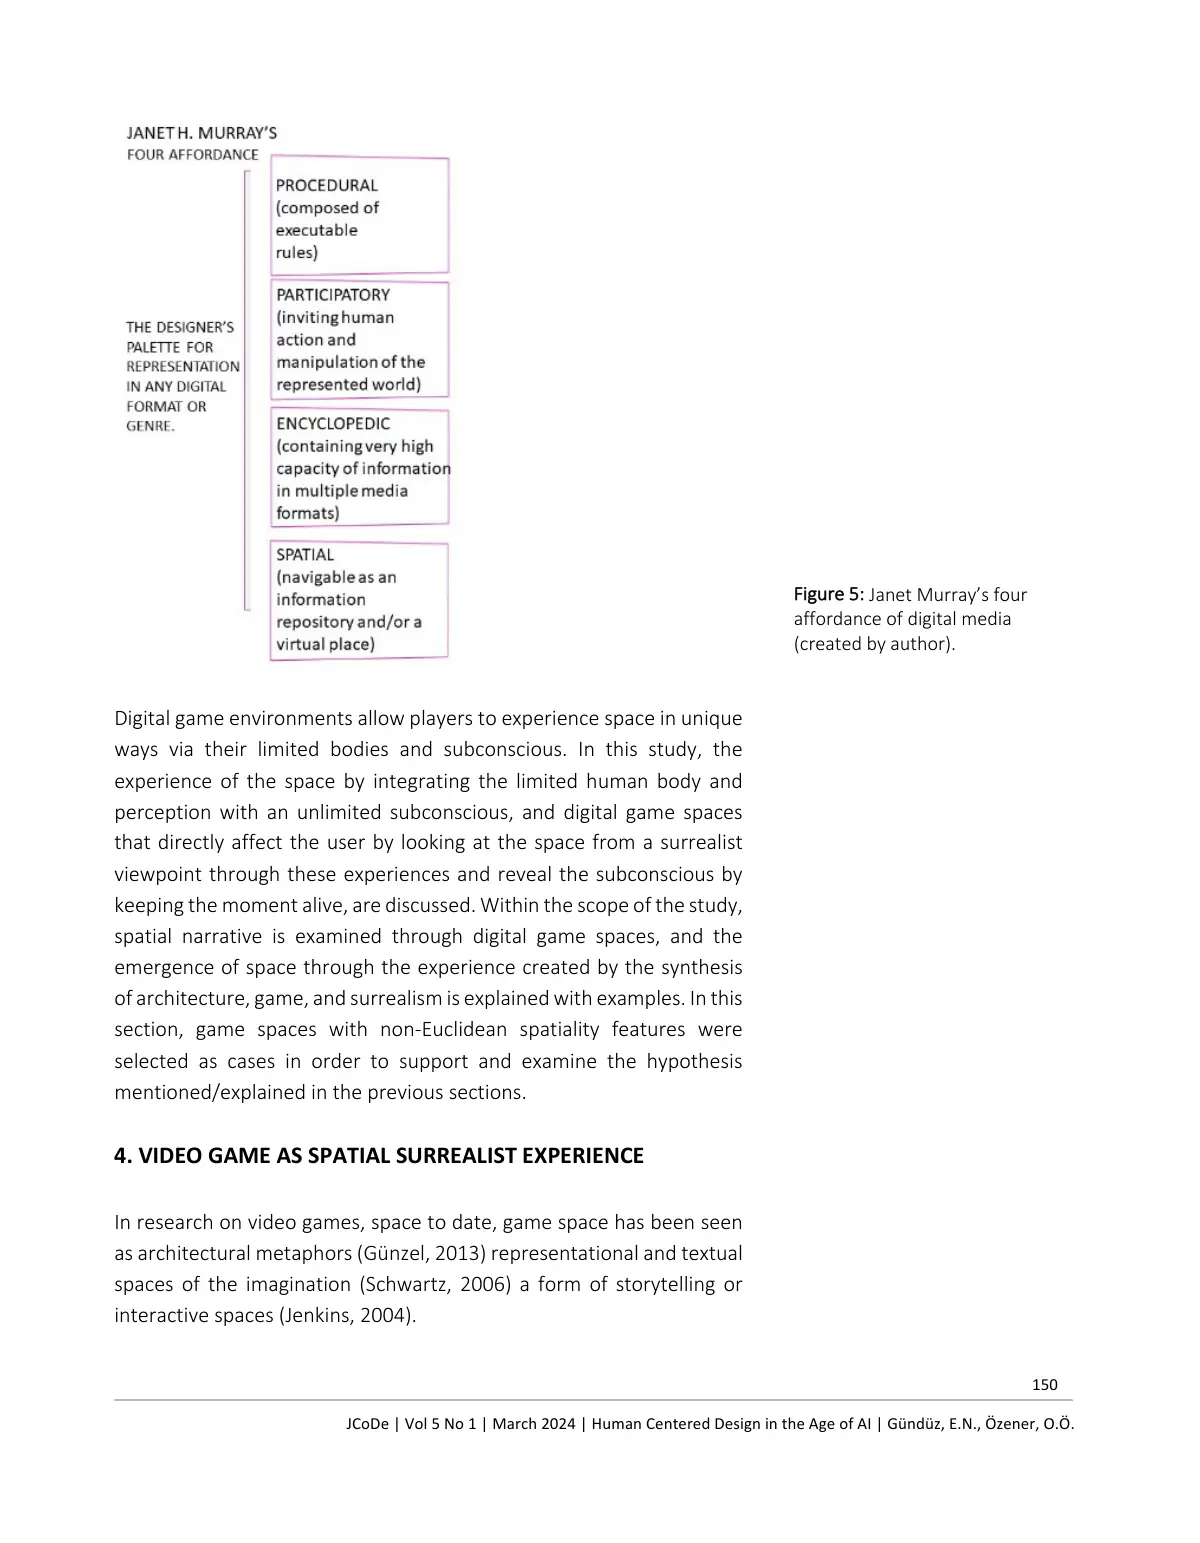 JANET H. MURRAY'S
FOUR AFFORDANCE
THE DESIGNER'S
PALETTE FOR
REPRESENTATION
IN ANY DIGITAL
FORMAT OR
GENRE.
PROCEDURAL
(composed of
executable
rules)
PARTICIPATORY
(inviting human
action and
manipulation of the
represented world)
ENCYCLOPEDIC
(containing very high
capacity of information
in multiple media
formats)
SPATIAL
(navigable as an
information
repository and/or a
virtual place)
Figure 5: Janet Murray’s four
affordance of digital media
(created by author).
Digital game environments allow players to experience space in unique
ways via their limited bodies and subconscious. In this study, the
experience of the space by integrating the limited human body and
perception with an unlimited subconscious, and digital game spaces
that directly affect the user by looking at the space from a surrealist
viewpoint through these experiences and reveal the subconscious by
keeping the moment alive, are discussed. Within the scope of the study,
spatial narrative is examined through digital game spaces, and the
emergence of space through the experience created by the synthesis
of architecture, game, and surrealism is explained with examples. In this
section, game spaces with non-Euclidean spatiality features were
selected as cases in order to support and examine the hypothesis
mentioned/explained in the previous sections.
4. VIDEO GAME AS SPATIAL SURREALIST EXPERIENCE
In research on video games, space to date, game space has been seen
as architectural metaphors (Günzel, 2013) representational and textual
spaces of the imagination (Schwartz, 2006) a form of storytelling or
interactive spaces (Jenkins, 2004).
150
JCoDe | Vol 5 No 1 | March 2024 | Human Centered Design in the Age of AI | Gündüz, E.N., Özener, O.Ö.